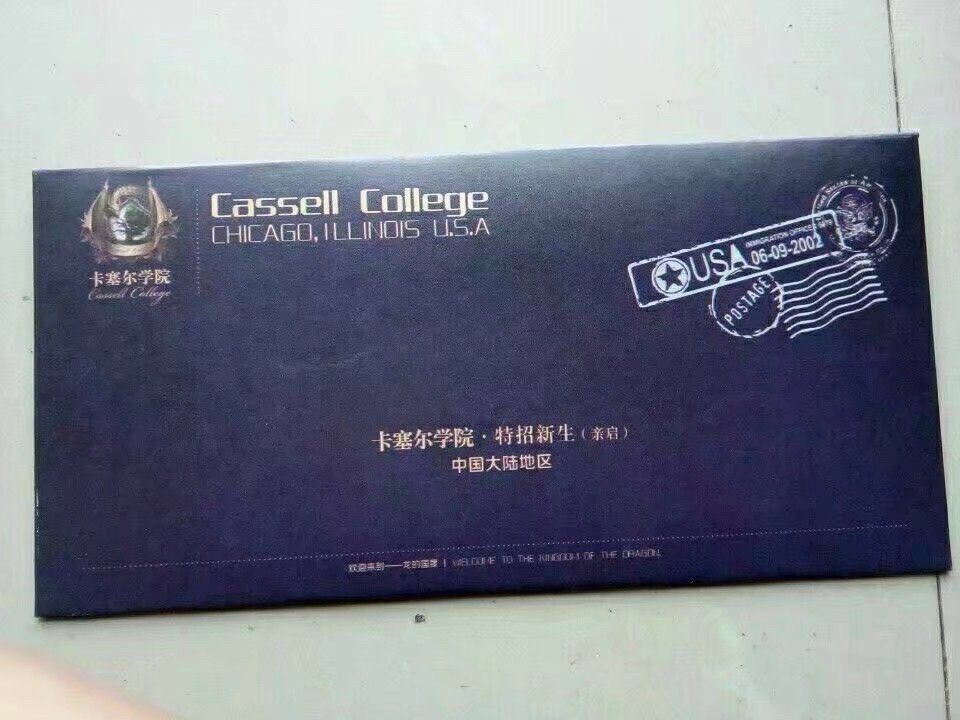 Cassell College
CHICAGO, ILLINOIS U.S.A
卡塞尔学院
Cassell College
USA
IMMIGRATION OFFICE
06-09-2002
POSTAGE
卡塞尔学院·特招新生(亲启)
中国大陆地区
欢迎来到——龙的国度 | WELCOME TO THE KINGDOM OF THE DRAGON